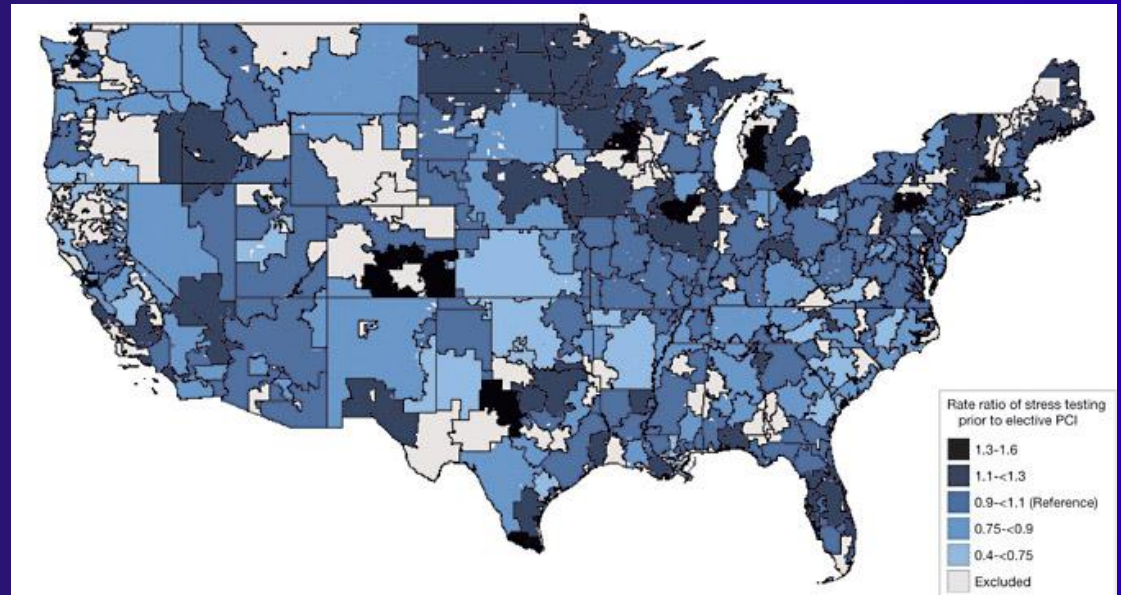 Rate ratio of stress testing
prior to elective PCI
1.3-1.6
1.1-<1.3
0.9-<1.1 (Reference)
0.75-<0.9
0.4-<0.75
Excluded